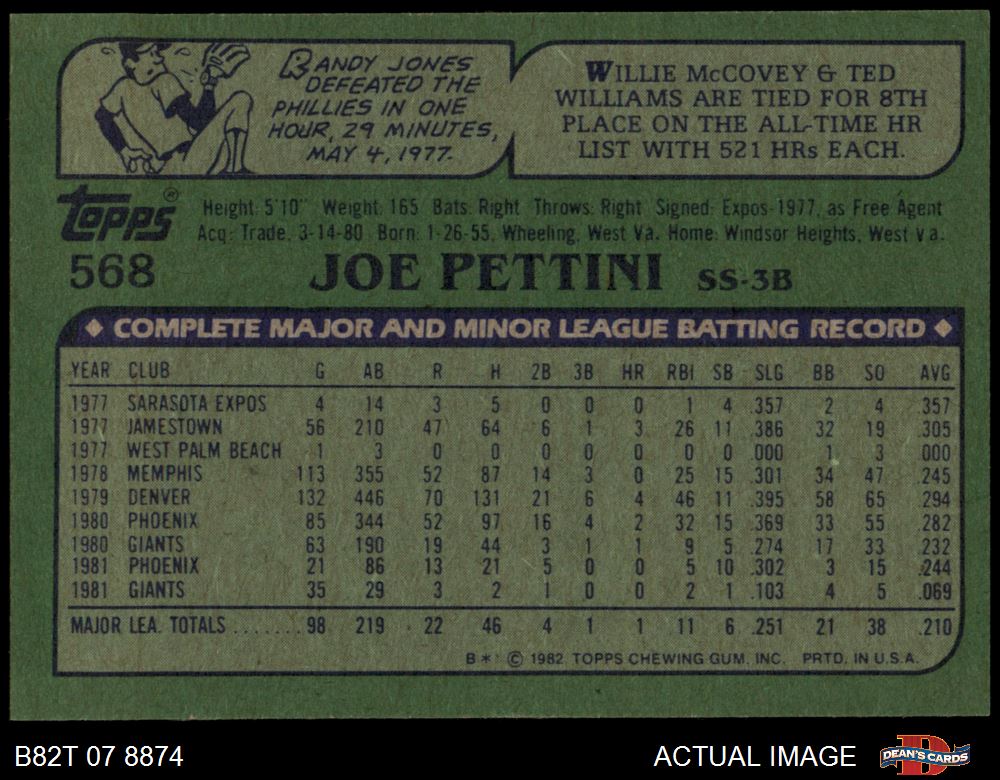 RANDY JONES
DEFEATED THE
PHILLIES IN ONE
HOUR, 29 MINUTES,
MAY 4, 1977.
WILLIE McCOVEY & TED
WILLIAMS ARE TIED FOR 8TH
PLACE ON THE ALL-TIME HR
LIST WITH 521 HRs EACH.
Topps®
Height: 5'10" Weight: 165 Bats: Right Throws: Right Signed: Expos-1977, as Free Agent
Acq: Trade, 3-14-80 Born: 1-26-55, Wheeling, West Va. Home: Windsor Heights, West Va.
568 JOE PETTINI SS-3B
COMPLETE MAJOR AND MINOR LEAGUE BATTING RECORD
YEAR CLUB G AB R H 2B 3B HR RBI SB SLG BB SO AVG
1977 SARASOTA EXPOS 4 14 3 5 0 0 0 1 4 .357 2 4 .357
1977 JAMESTOWN 56 210 47 64 6 1 3 26 11 .386 32 19 .305
1977 WEST PALM BEACH 1 3 0 0 0 0 0 0 0 .000 1 3 .000
1978 MEMPHIS 113 355 52 87 14 3 0 25 15 .301 34 47 .245
1979 DENVER 132 446 70 131 21 6 4 46 11 .395 58 65 .294
1980 PHOENIX 85 344 52 97 16 4 2 32 15 .369 33 55 .282
1980 GIANTS 63 190 19 44 3 1 1 9 5 .274 17 33 .232
1981 PHOENIX 21 86 13 21 5 0 0 5 10 .302 3 15 .244
1981 GIANTS 35 29 3 2 1 0 0 2 1 .103 4 5 .069
MAJOR LEA. TOTALS ....... 98 219 22 46 4 1 1 11 6 .251 21 38 .210
B* © 1982 TOPPS CHEWING GUM, INC. PRTD. IN U.S.A.
B82T 07 8874 ACTUAL IMAGE DEAN'S CARDS